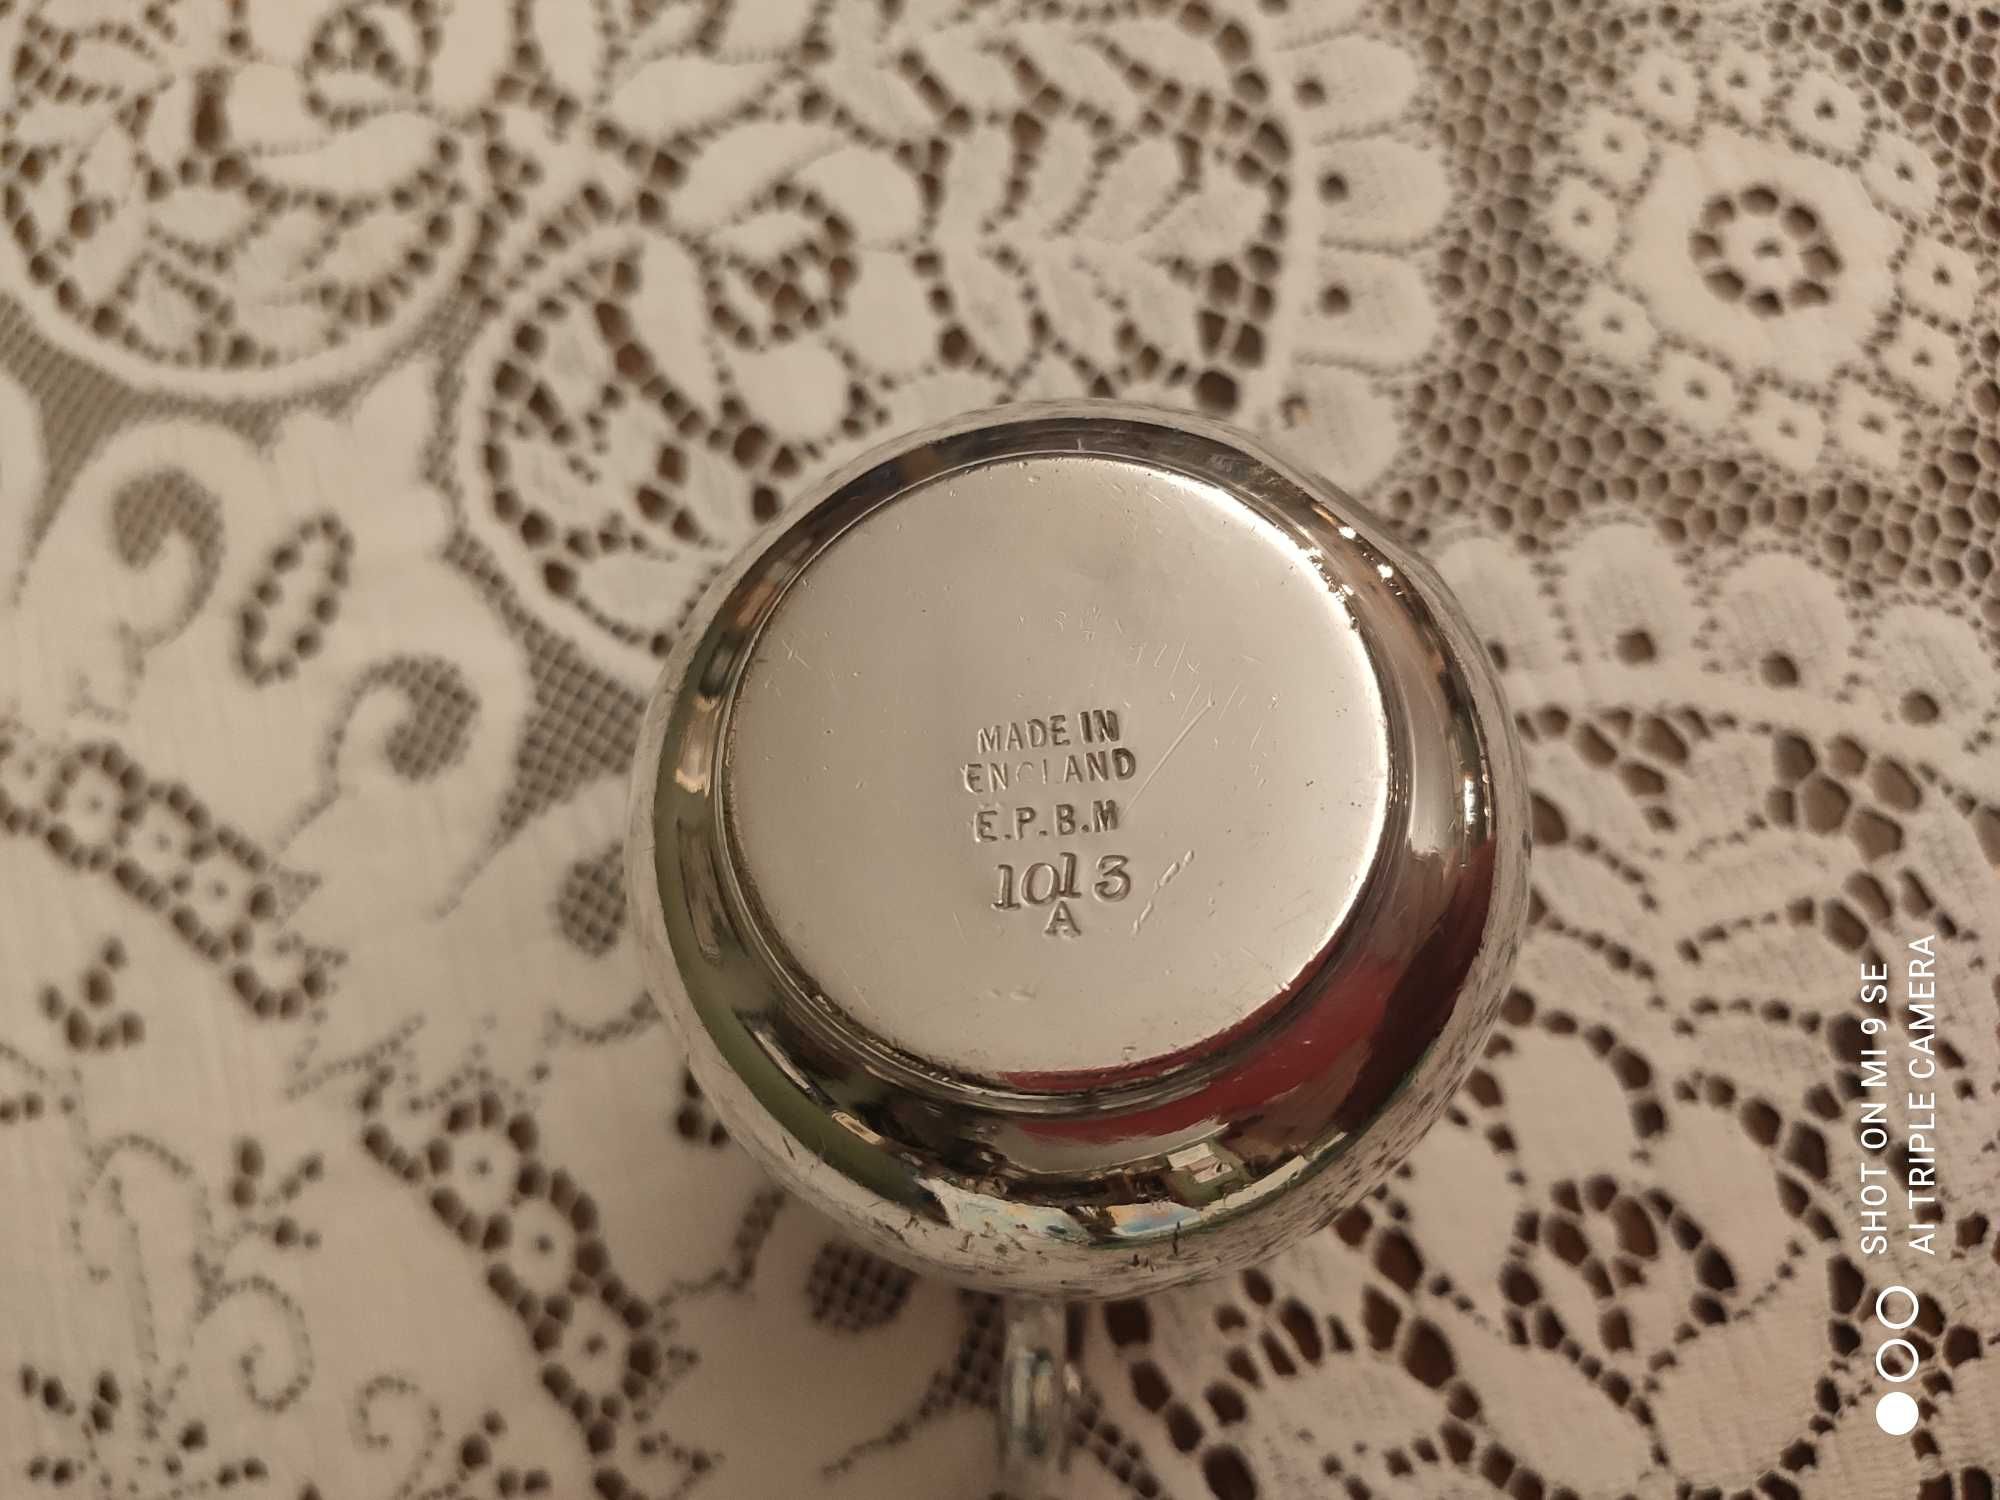 MADE IN
ENGLAND
E.P.B.M
1013
A
SHOT ON MI 9 SE
AI TRIPLE CAMERA